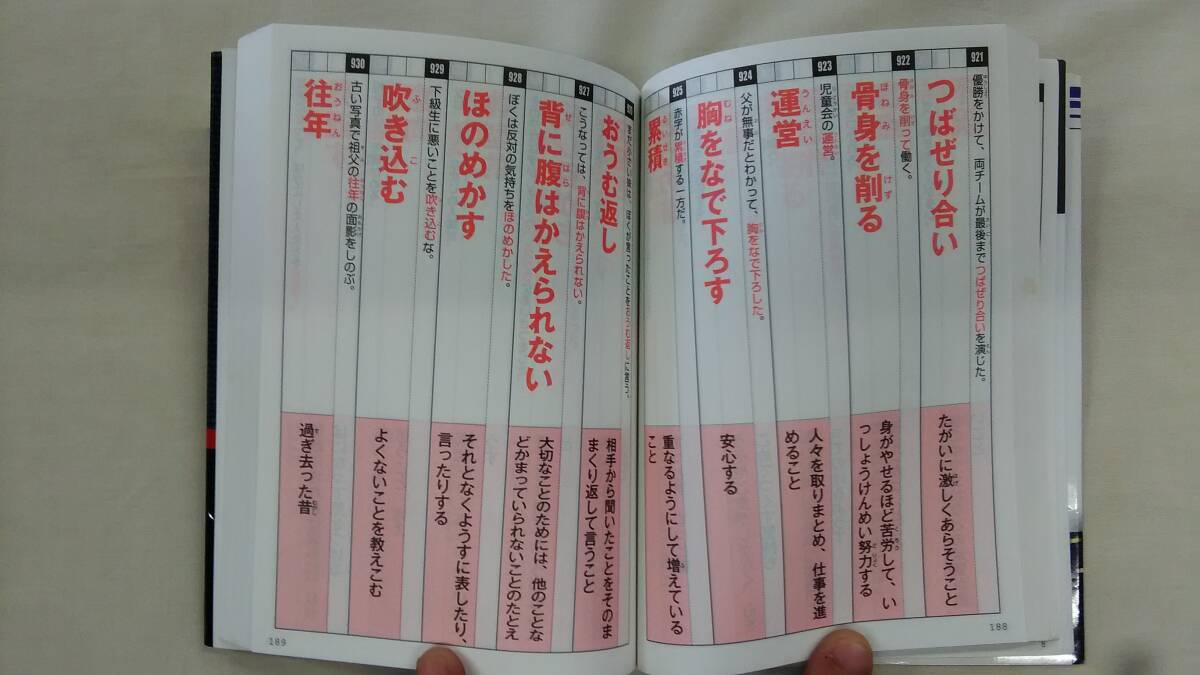 921
つばぜり合い
優勝をかけて、両チームが最後までつばぜり合いを演じた。
たがいに激しくあらそうこと
922
骨身を削る
骨身を削って働く。
身がやせるほど苦労して、い
っしょうけんめい努力する
923
運営
児童会の運営。
人々を取りまとめ、仕事を進
めること
924
胸をなで下ろす
父が無事だとわかって、胸をなで下ろした。
安心する
925
累積
赤字が累積する一方だ。
重なるようにして増えている
こと
188
おうむ返し
ぼくが言ったことをおうむ返しに言う。
相手から聞いたことをそのま
まくり返して言うこと
927
背に腹はかえられない
こうなっては、背に腹はかえられない。
大切なことのためには、他のことな
どかまっていられないことのたとえ
928
ほのめかす
ぼくは反対の気持ちをほのめかした。
それとなくようすに表したり、
言ったりする
929
吹き込む
下級生に悪いことを吹き込むな。
よくないことを教えこむ
930
往年
古い写真で祖父の往年の面影をしのぶ。
過ぎ去った昔
189